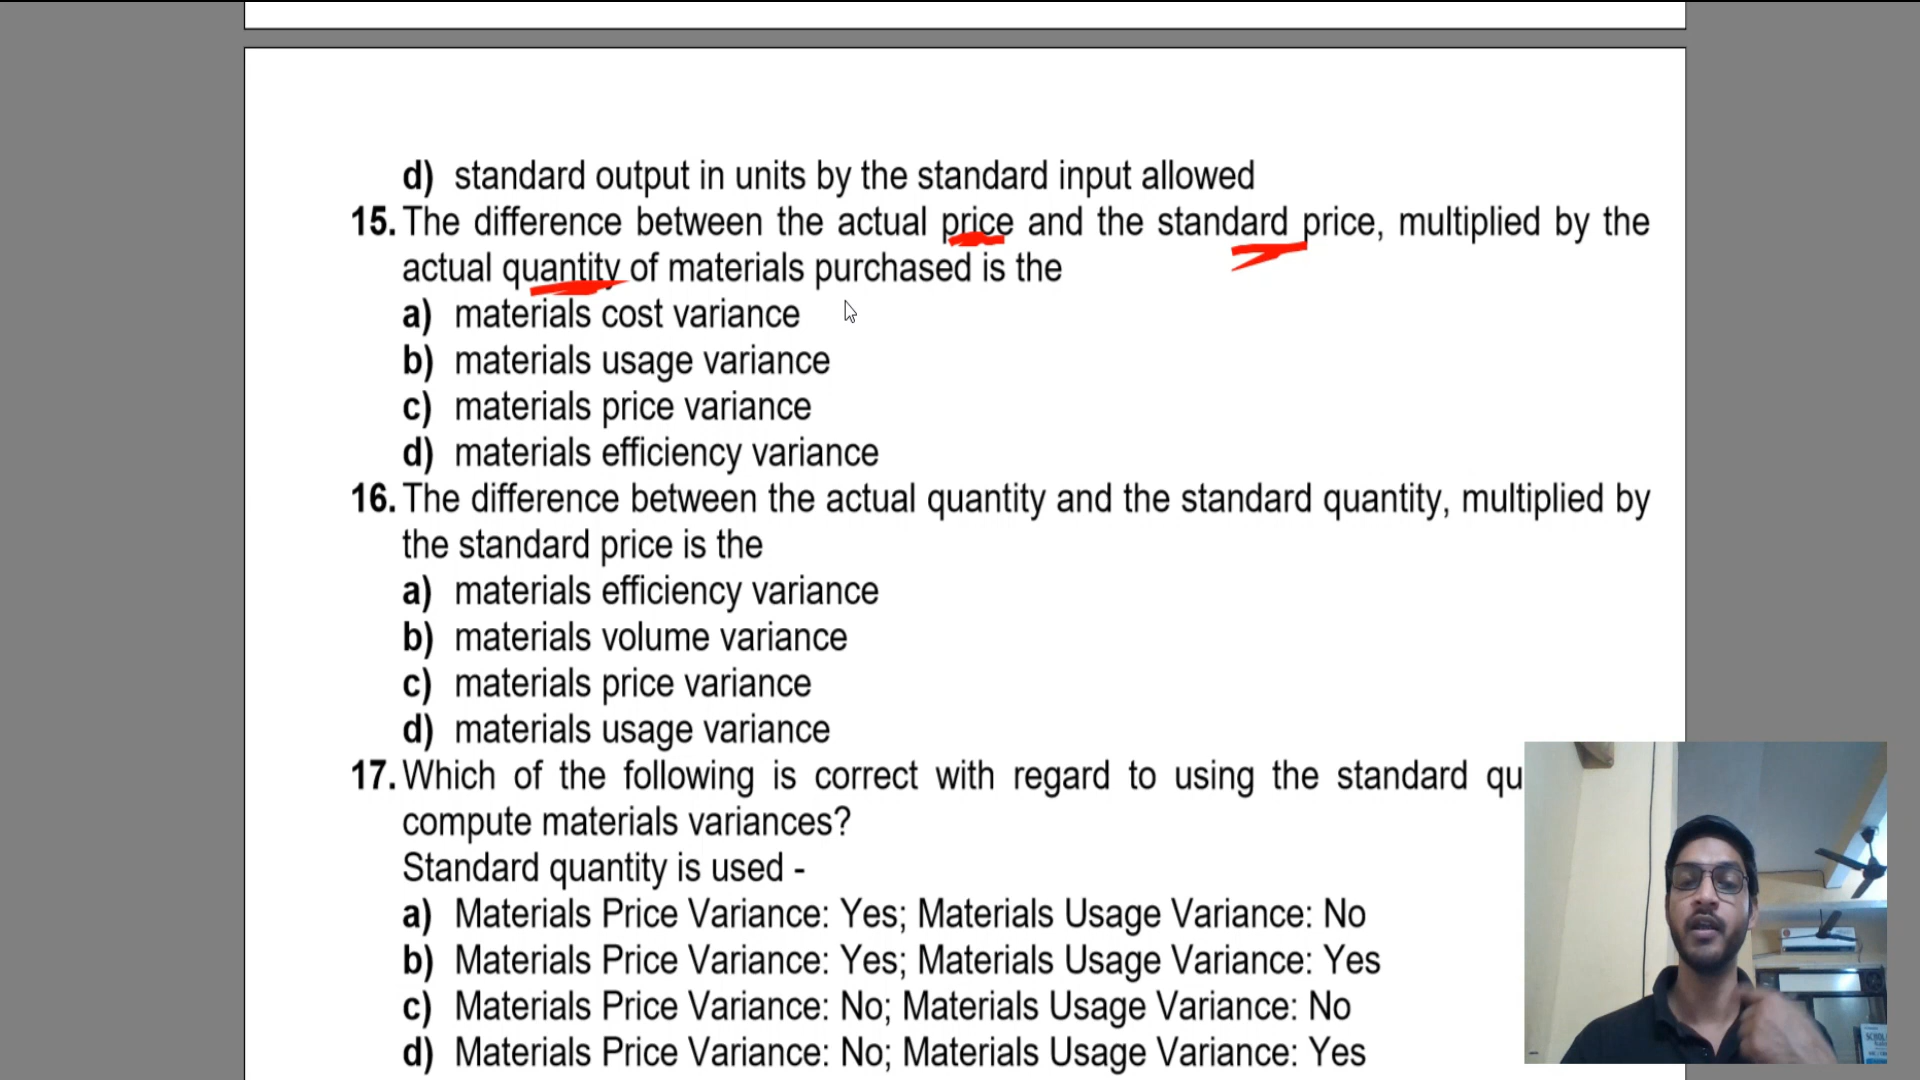 d) standard output in units by the standard input allowed
15. The difference between the actual price and the standard price, multiplied by the
actual quantity of materials purchased is the
a) materials cost variance
b) materials usage variance
c) materials price variance
d) materials efficiency variance
16. The difference between the actual quantity and the standard quantity, multiplied by
the standard price is the
a) materials efficiency variance
b) materials volume variance
c) materials price variance
d) materials usage variance
17. Which of the following is correct with regard to using the standard qu
compute materials variances?
Standard quantity is used -
a) Materials Price Variance: Yes; Materials Usage Variance: No
b) Materials Price Variance: Yes; Materials Usage Variance: Yes
c) Materials Price Variance: No; Materials Usage Variance: No
d) Materials Price Variance: No; Materials Usage Variance: Yes